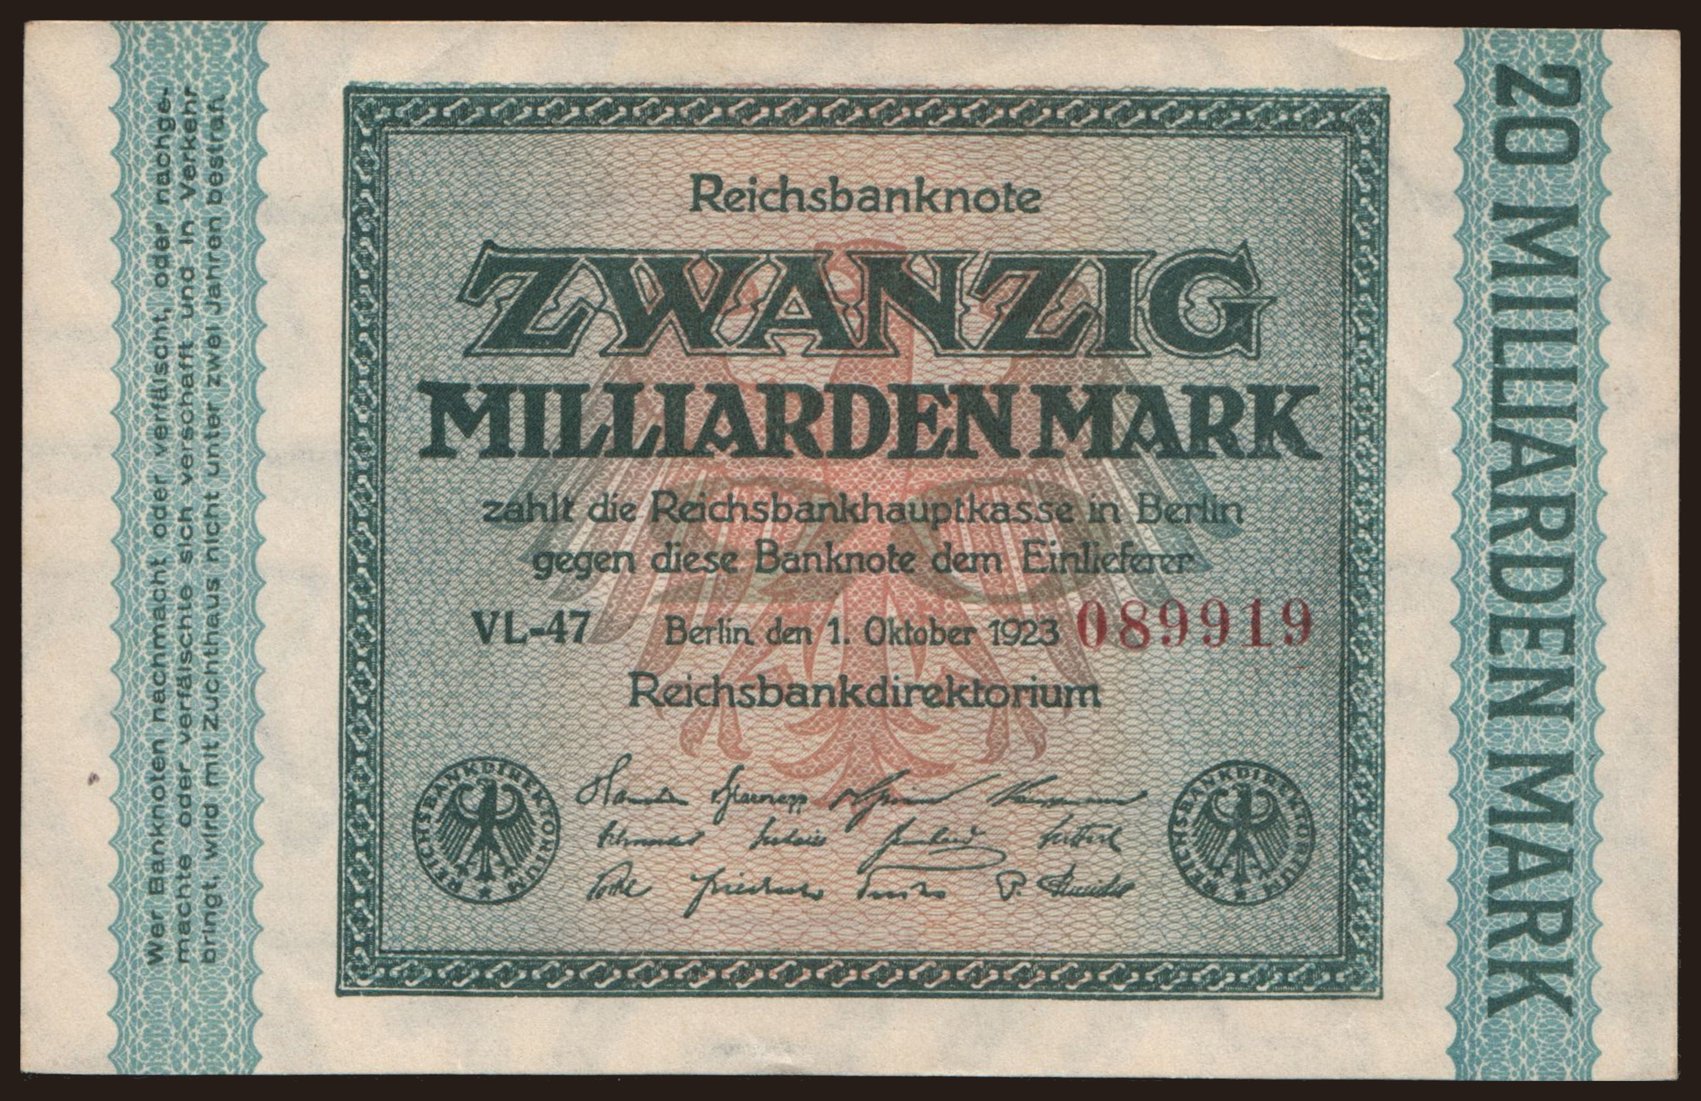 Wer Banknoten nachmacht oder verfälscht, oder nachge-
machte oder verfälschte sich verschafft und in Verkehr
bringt, wird mit Zuchthaus nicht unter zwei Jahren bestraft.
Reichsbanknote
ZWANZIG
MILLIARDEN MARK
zahlt die Reichsbankhauptkasse in Berlin
gegen diese Banknote dem Einlieferer
VL-47 Berlin, den 1. Oktober 1923 089919
Reichsbankdirektorium
REICHSBANKDIREKTORIUM
REICHSBANKDIREKTORIUM
20 MILLIARDEN MARK